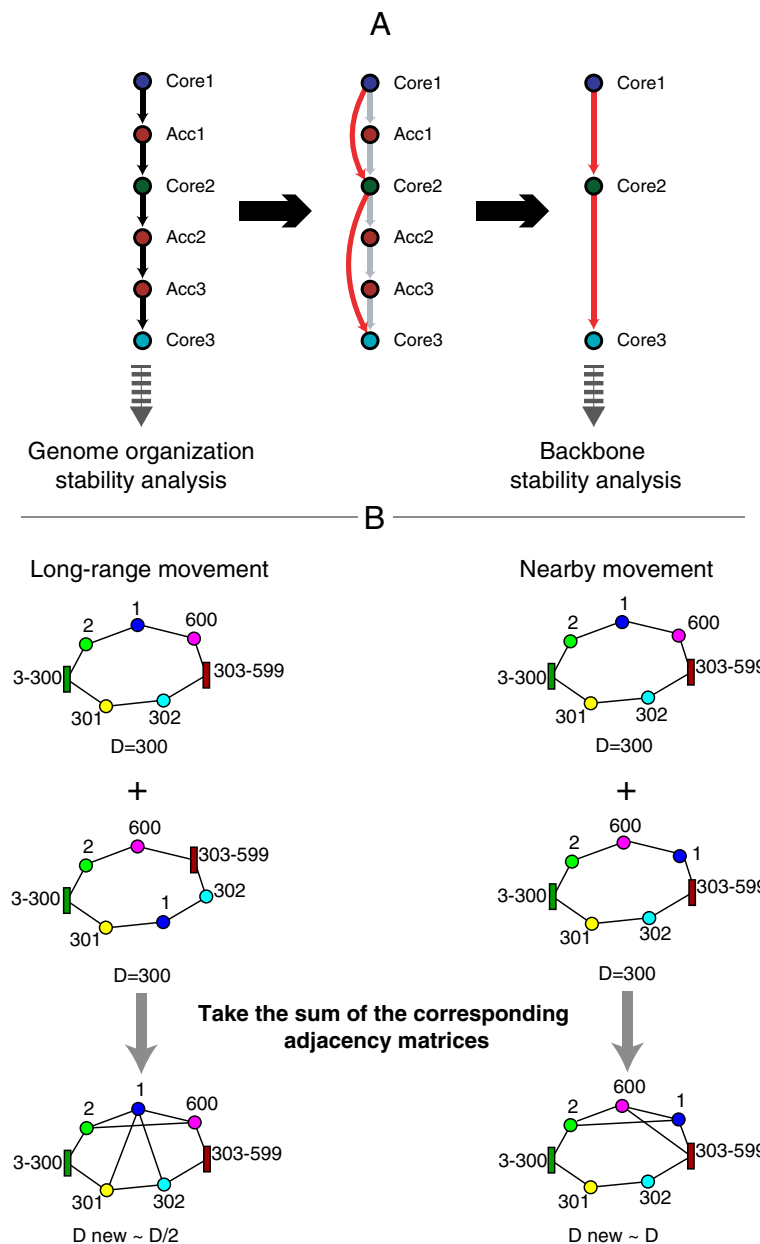 A
Core1
Acc1
Core2
Acc2
Acc3
Core3
Core1
Acc1
Core2
Acc2
Acc3
Core3
Core1
Core2
Core3
Genome organization
stability analysis
Backbone
stability analysis
B
Long-range movement
1
2
600
3-300
303-599
301
302
D=300
+
600
2
303-599
3-300
302
1
301
D=300
Nearby movement
1
2
600
3-300
303-599
301
302
D=300
+
600
2
1
3-300
303-599
301
302
D=300
Take the sum of the corresponding
adjacency matrices
1
2
600
3-300
303-599
301
302
D new ~ D/2
600
2
1
3-300
303-599
301
302
D new ~ D